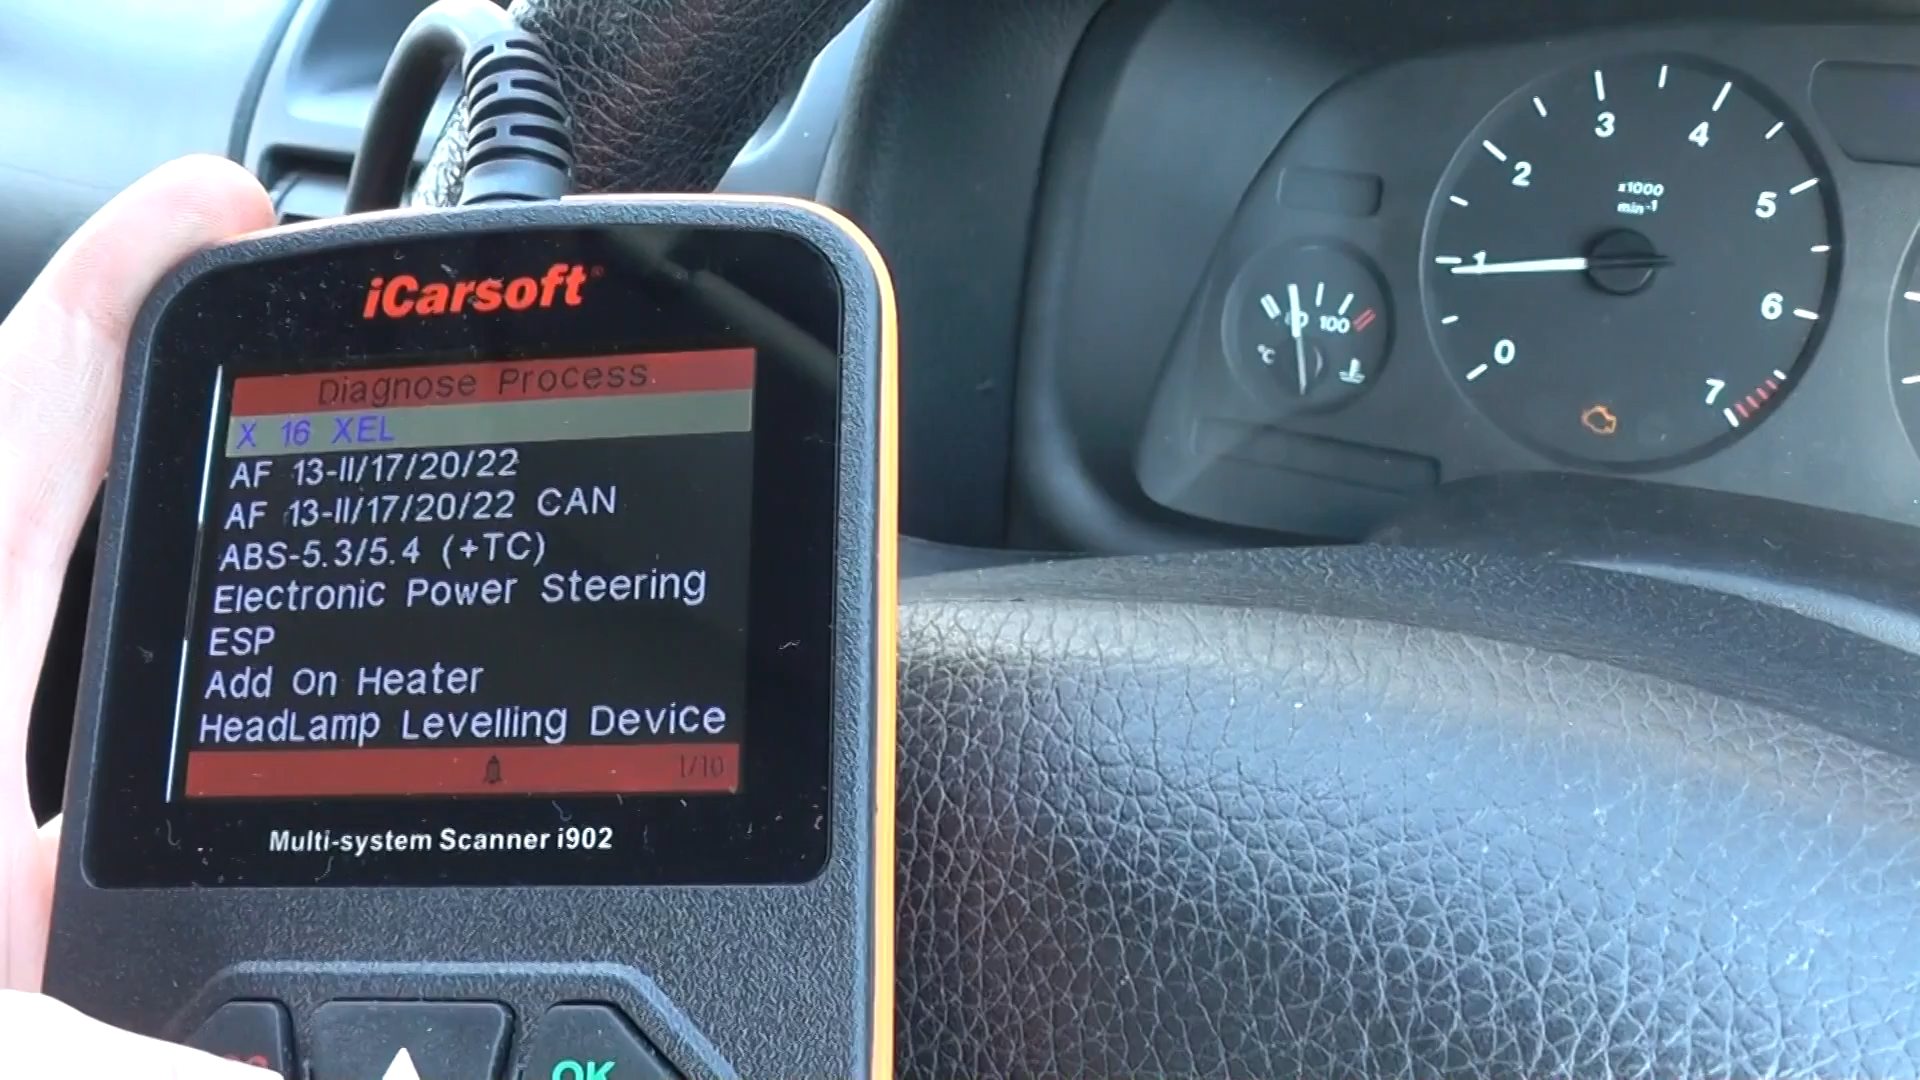 iCarsoft®
Diagnose Process
X 16 XEL
AF 13-II/17/20/22
AF 13-II/17/20/22 CAN
ABS-5.3/5.4 (+TC)
Electronic Power Steering
ESP
Add On Heater
HeadLamp Levelling Device
1/10
Multi-system Scanner i902
OK
0
1
2
3
4
5
6
7
x1000
min-1
100
°C